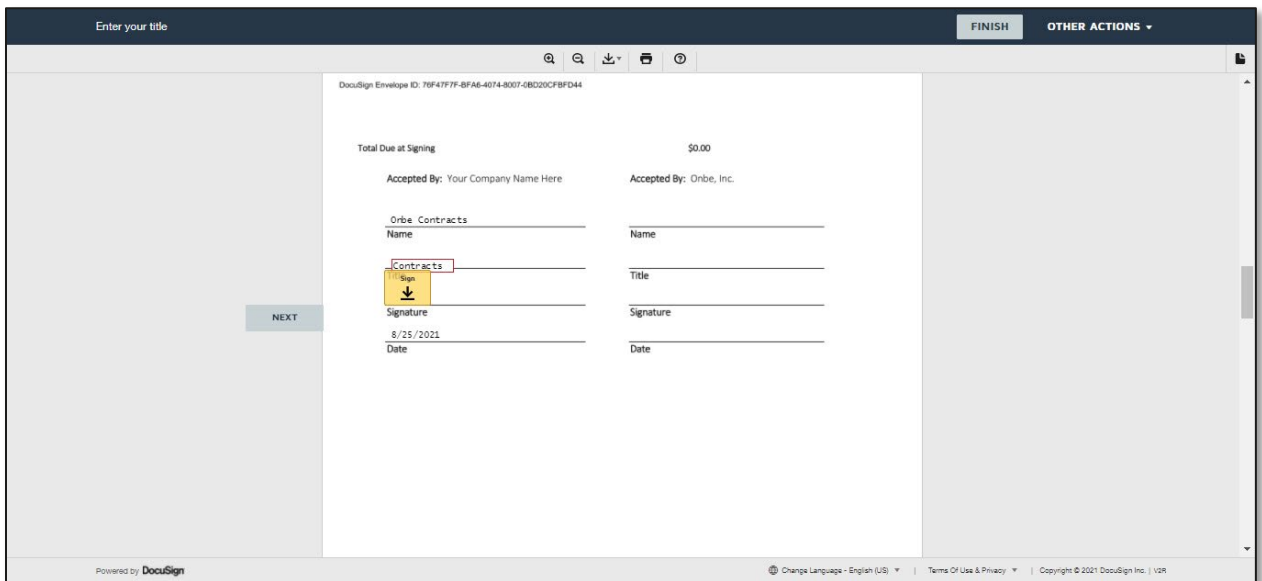 Enter your title
FINISH
OTHER ACTIONS
DocuSign Envelope ID: 76F47F7F-BFA6-4074-8007-0BD20CFBFD44
Total Due at Signing $0.00
Accepted By: Your Company Name Here
Accepted By: Onbe, Inc.
Onbe Contracts
Name
Name
Contracts
Title
Sign
Title
NEXT
Signature
Signature
8/25/2021
Date
Date
Powered by DocuSign
Change Language - English (US) | Terms Of Use & Privacy | Copyright © 2021 DocuSign Inc. | V2R